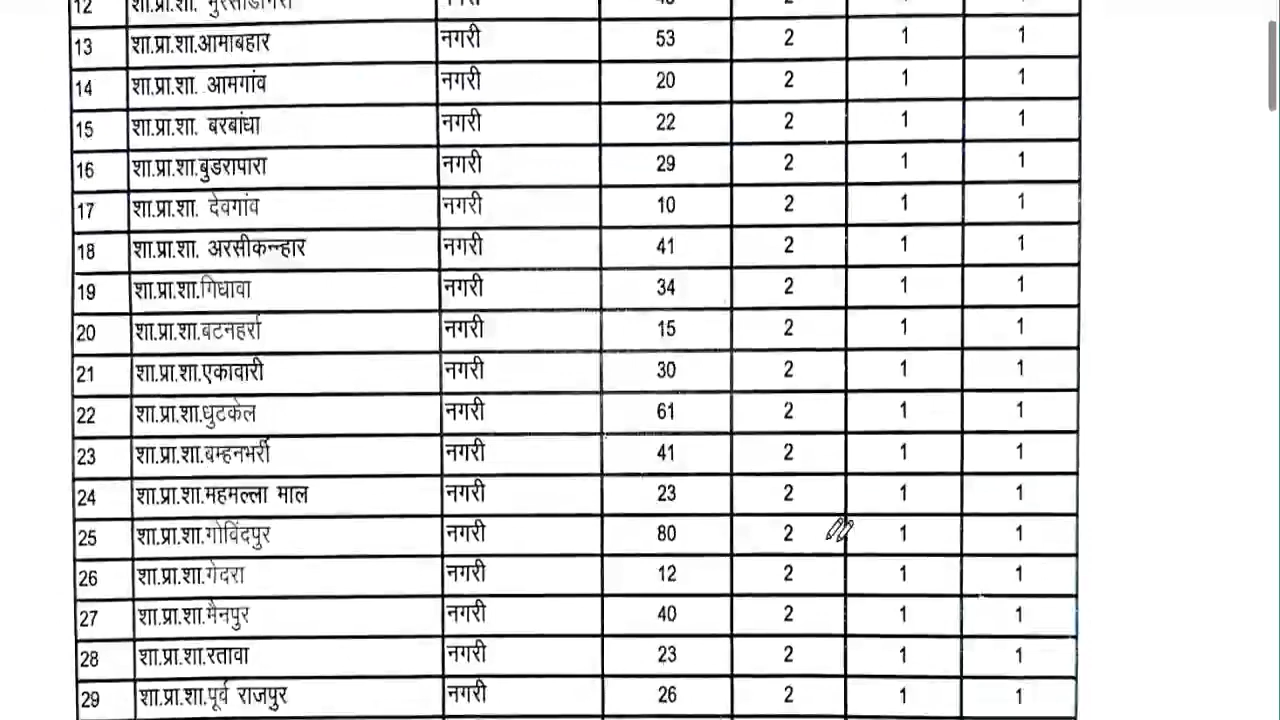 12
13 शा.प्रा.शा.आमाबहार नगरी 53 2 1 1
14 शा.प्रा.शा. आमगांव नगरी 20 2 1 1
15 शा.प्रा.शा. बरबांधा नगरी 22 2 1 1
16 शा.प्रा.शा.बुडरापारा नगरी 29 2 1 1
17 शा.प्रा.शा. देवगांव नगरी 10 2 1 1
18 शा.प्रा.शा. अरसीकन्हार नगरी 41 2 1 1
19 शा.प्रा.शा.गिधावा नगरी 34 2 1 1
20 शा.प्रा.शा.बटनहर्रा नगरी 15 2 1 1
21 शा.प्रा.शा.एकावारी नगरी 30 2 1 1
22 शा.प्रा.शा.धुटकेल नगरी 61 2 1 1
23 शा.प्रा.शा.बम्हनभर्री नगरी 41 2 1 1
24 शा.प्रा.शा.महमल्ला माल नगरी 23 2 1 1
25 शा.प्रा.शा.गोविंदपुर नगरी 80 2 1 1
26 शा.प्रा.शा.गेदरा नगरी 12 2 1 1
27 शा.प्रा.शा.मैनपुर नगरी 40 2 1 1
28 शा.प्रा.शा.रतावा नगरी 23 2 1 1
29 शा.प्रा.शा.पूर्व राजपुर नगरी 26 2 1 1